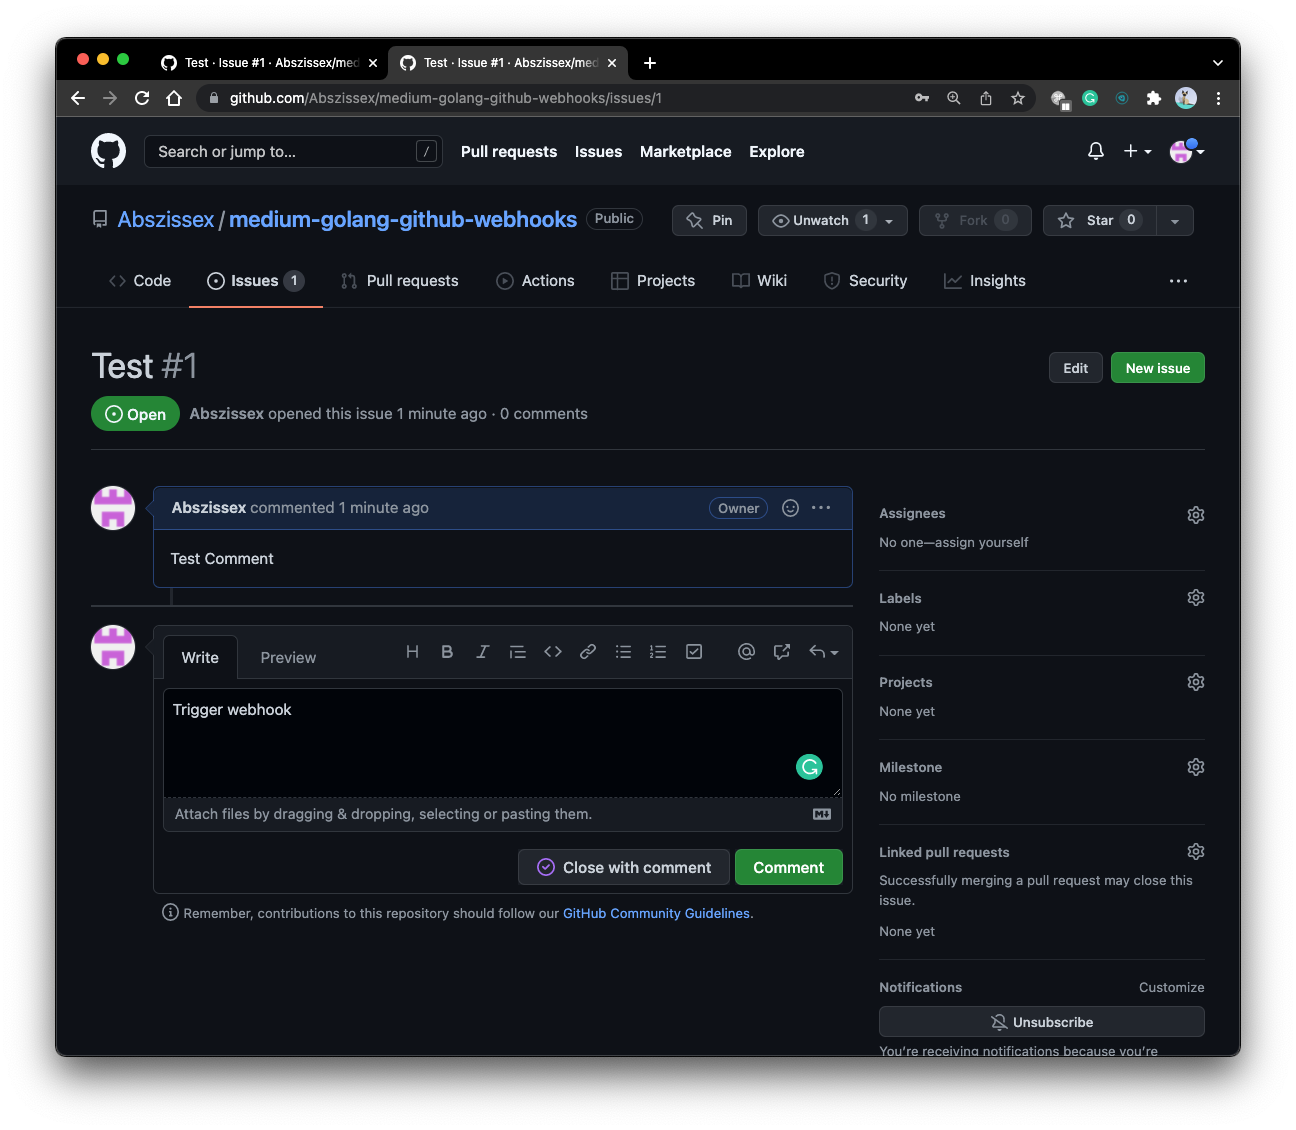 Test · Issue #1 · Abszissex/med
Test · Issue #1 · Abszissex/med
github.com/Abszissex/medium-golang-github-webhooks/issues/1
Search or jump to... /
Pull requests Issues Marketplace Explore
Abszissex / medium-golang-github-webhooks Public
Pin Unwatch 1 Fork 0 Star 0
Code Issues 1 Pull requests Actions Projects Wiki Security Insights
Test #1
Edit New issue
Open Abszissex opened this issue 1 minute ago · 0 comments
Abszissex commented 1 minute ago Owner
Test Comment
Write Preview
Trigger webhook
Attach files by dragging & dropping, selecting or pasting them.
Close with comment Comment
Remember, contributions to this repository should follow our GitHub Community Guidelines.
Assignees
No one—assign yourself
Labels
None yet
Projects
None yet
Milestone
No milestone
Linked pull requests
Successfully merging a pull request may close this
issue.
None yet
Notifications Customize
Unsubscribe
You're receiving notifications because you're